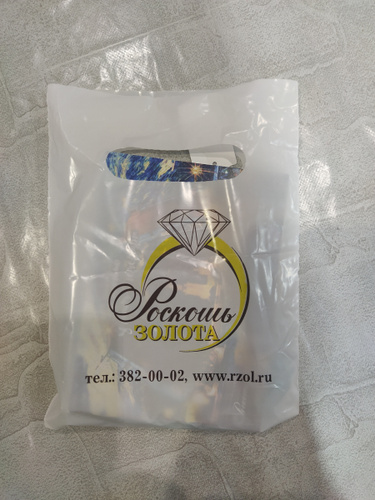 Роскошь
ЗОЛОТА
тел.: 382-00-02, www.rzol.ru